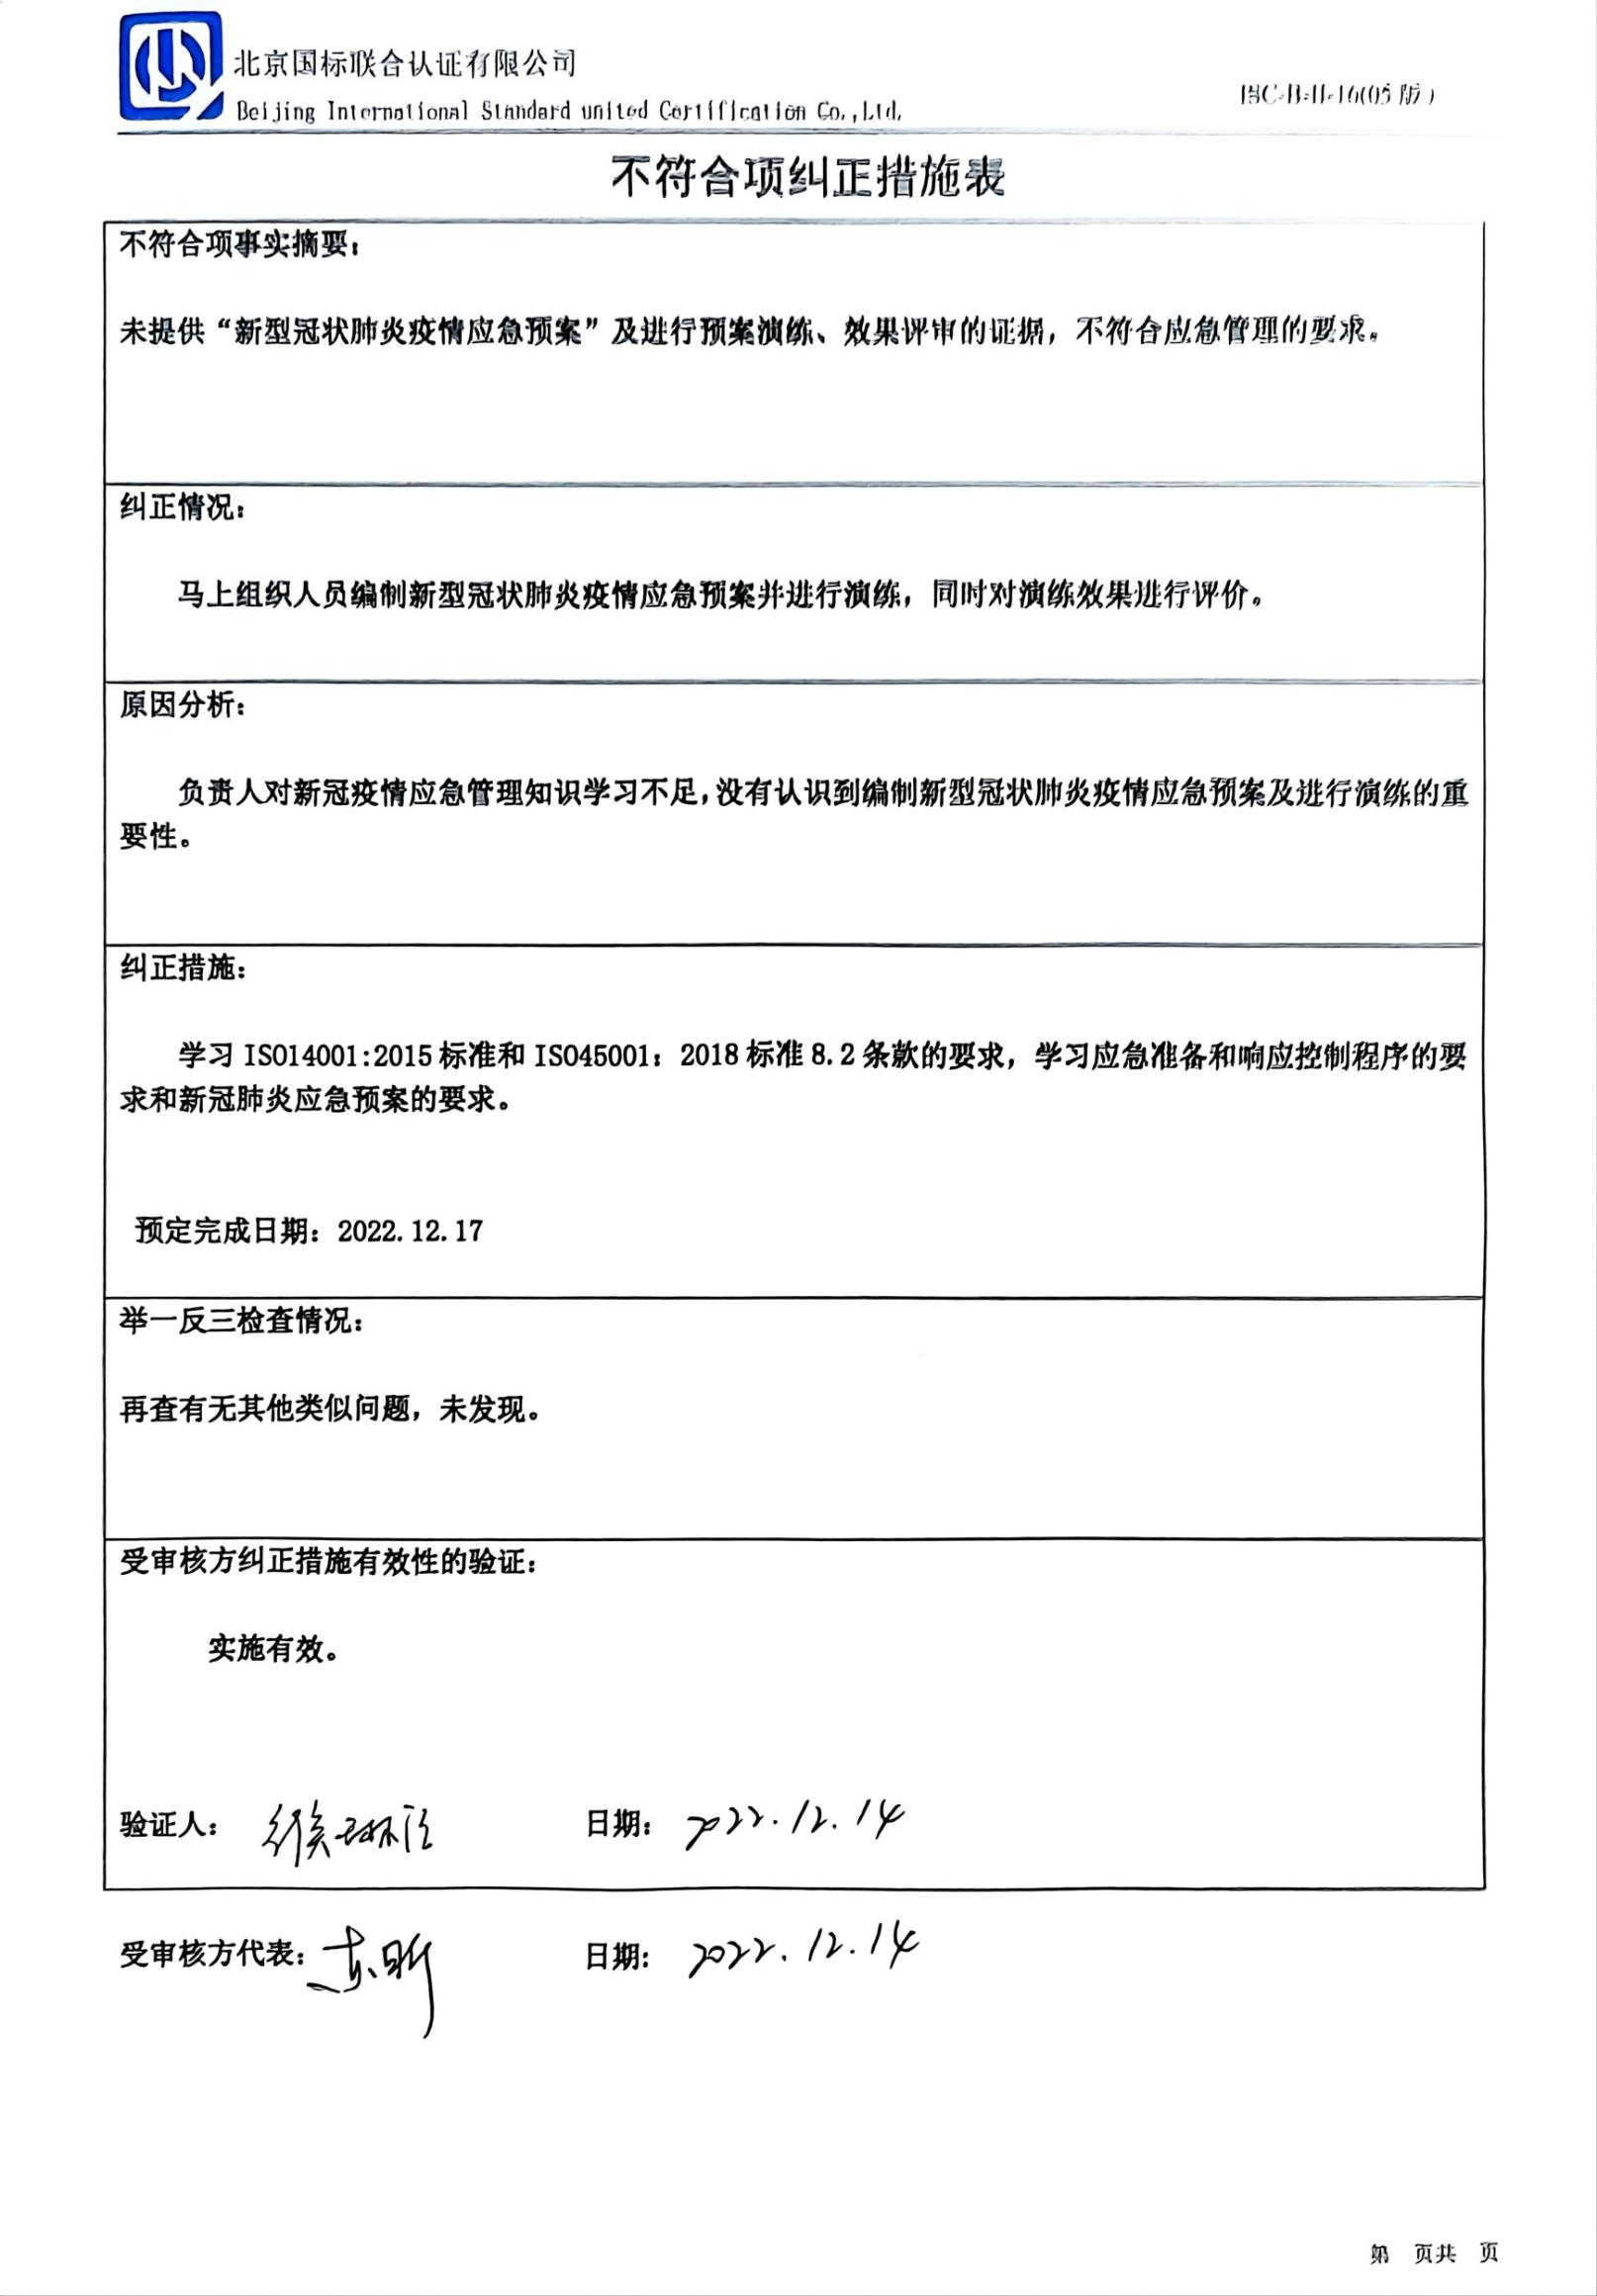 北京国标联合认证有限公司
Beijing International Standard united Certification Co.,Ltd.
ISC-B-II-16(05版)
不符合项纠正措施表
不符合项事实摘要：
未提供“新型冠状肺炎疫情应急预案”及进行预案演练、效果评审的证据，不符合应急管理的要求。
纠正情况：
马上组织人员编制新型冠状肺炎疫情应急预案并进行演练，同时对演练效果进行评价。
原因分析：
负责人对新冠疫情应急管理知识学习不足，没有认识到编制新型冠状肺炎疫情应急预案及进行演练的重
要性。
纠正措施：
学习 ISO14001:2015 标准和 ISO45001：2018 标准 8.2 条款的要求，学习应急准备和响应控制程序的要
求和新冠肺炎应急预案的要求。
预定完成日期：2022.12.17
举一反三检查情况：
再查有无其他类似问题，未发现。
受审核方纠正措施有效性的验证：
实施有效。
验证人： 日期：2022.12.14
受审核方代表： 日期：2022.12.14
第 页共 页